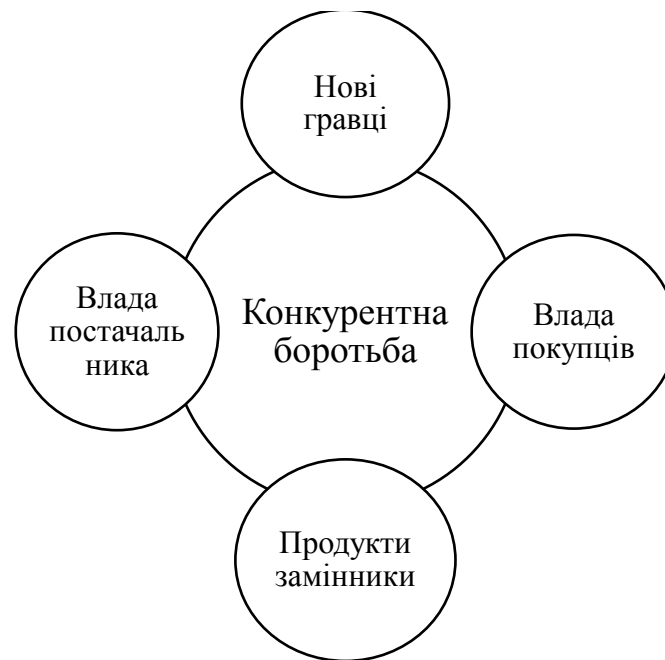 Нові
гравці
Влада
постачаль
ника
Конкурентна
боротьба
Влада
покупців
Продукти
замінники